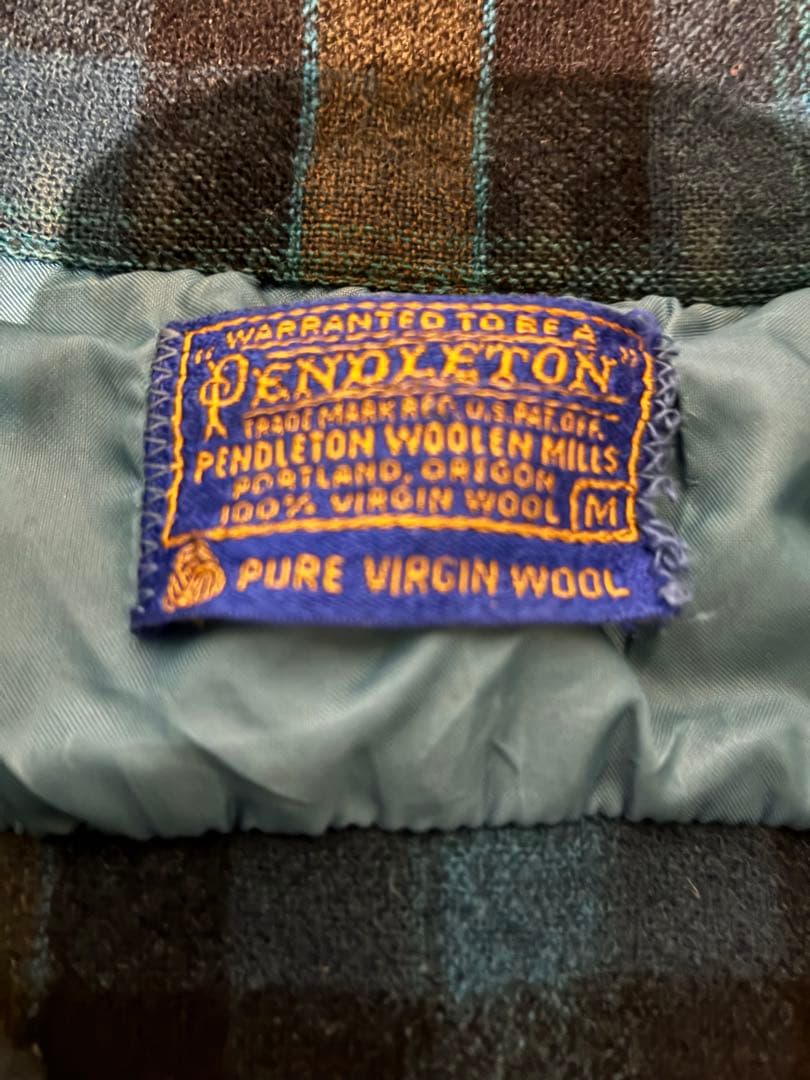 WARRANTED TO BE A
"PENDLETON"
TRADE MARK REG. U.S. PAT. OFF.
PENDLETON WOOLEN MILLS
PORTLAND, OREGON
100% VIRGIN WOOL M
PURE VIRGIN WOOL